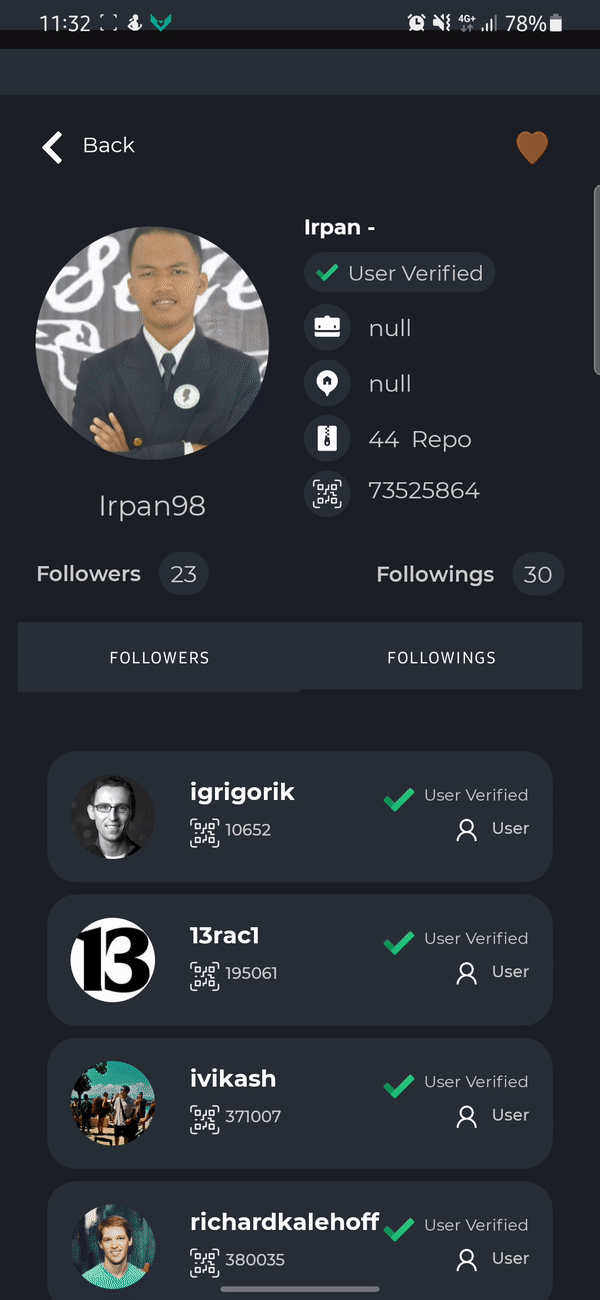 11:32 4G+ 78%
Back
Irpan -
User Verified
null
null
44 Repo
73525864
Irpan98
Followers 23 Followings 30
FOLLOWERS FOLLOWINGS
igrigorik User Verified
10652 User
13rac1 User Verified
195061 User
13
ivikash User Verified
371007 User
richardkalehoff User Verified
380035 User